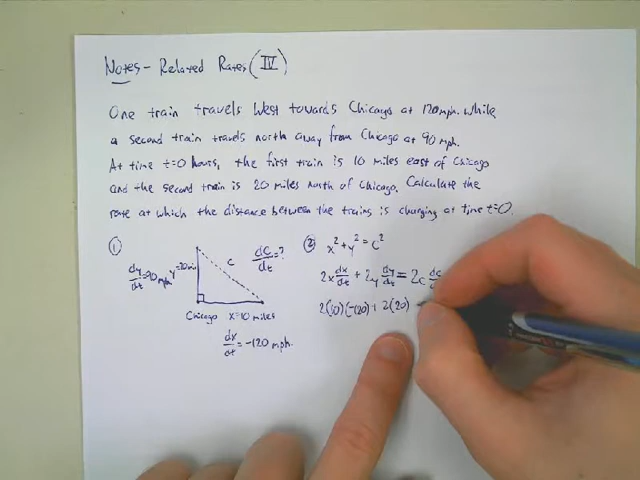 Notes - Related Rates (IV)
One train travels West towards Chicago at 120 mph. while
a second train travels north away from Chicago at 90 mph.
At time t=0 hours, the first train is 10 miles east of Chicago
and the second train is 20 miles north of Chicago. Calculate the
rate at which the distance between the trains is changing at time t=0.
①
dy/dt = 90 mph
y=20mi
c
dc/dt = ?
Chicago x=10 miles
dx/dt = -120 mph.
②
x² + y² = c²
2x dx/dt + 2y dy/dt = 2c dc
2(10)(-120) + 2(20)